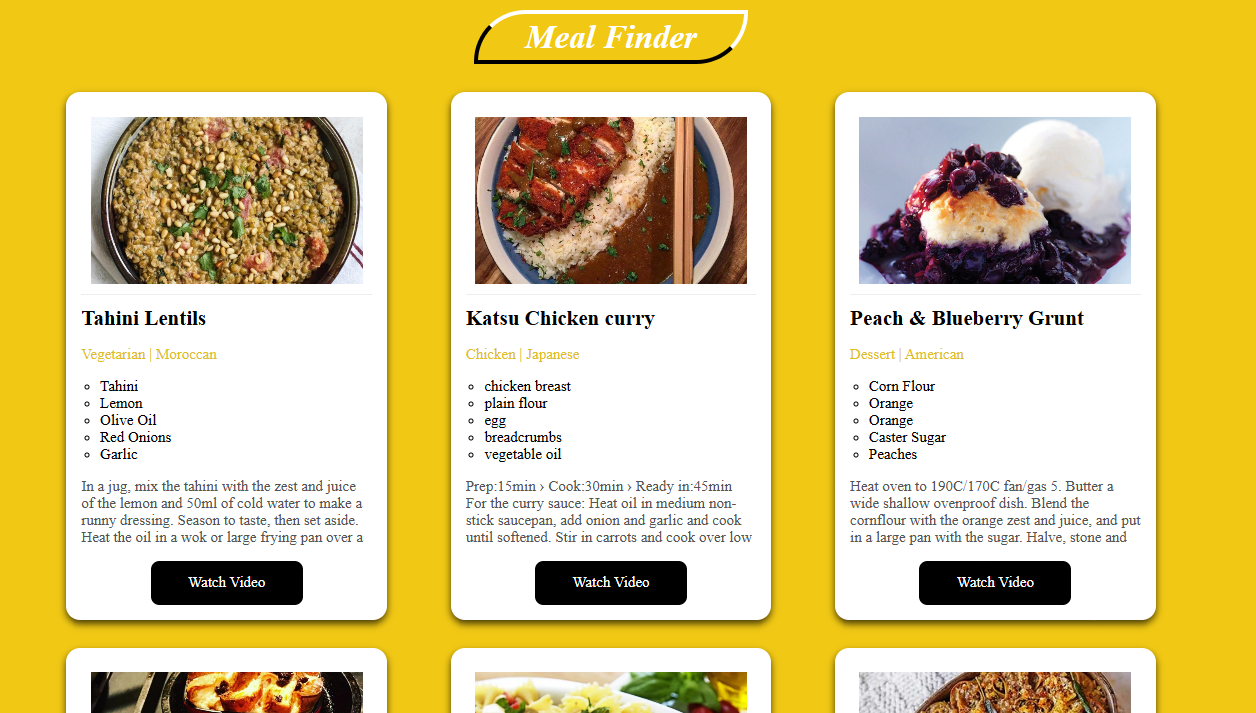 Meal Finder
Tahini Lentils
Vegetarian | Moroccan
Tahini
Lemon
Olive Oil
Red Onions
Garlic
In a jug, mix the tahini with the zest and juice
of the lemon and 50ml of cold water to make a
runny dressing. Season to taste, then set aside.
Heat the oil in a wok or large frying pan over a
Watch Video
Katsu Chicken curry
Chicken | Japanese
chicken breast
plain flour
egg
breadcrumbs
vegetable oil
Prep:15min › Cook:30min › Ready in:45min
For the curry sauce: Heat oil in medium non-
stick saucepan, add onion and garlic and cook
until softened. Stir in carrots and cook over low
Watch Video
Peach & Blueberry Grunt
Dessert | American
Corn Flour
Orange
Orange
Caster Sugar
Peaches
Heat oven to 190C/170C fan/gas 5. Butter a
wide shallow ovenproof dish. Blend the
cornflour with the orange zest and juice, and put
in a large pan with the sugar. Halve, stone and
Watch Video